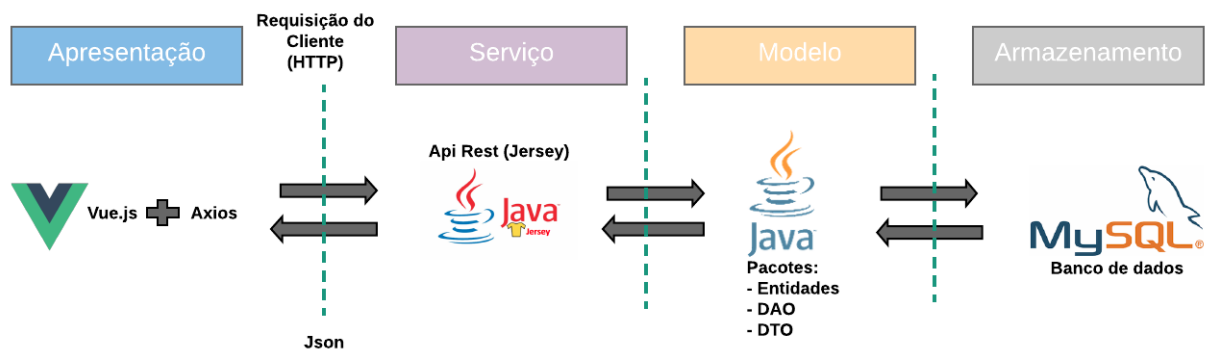 Requisição do
Cliente
(HTTP)
Apresentação
Serviço
Modelo
Armazenamento
Api Rest (Jersey)
Vue.js
Axios
Java
Jersey
Java
MySQL®
Pacotes:
- Entidades
- DAO
- DTO
Banco de dados
Json